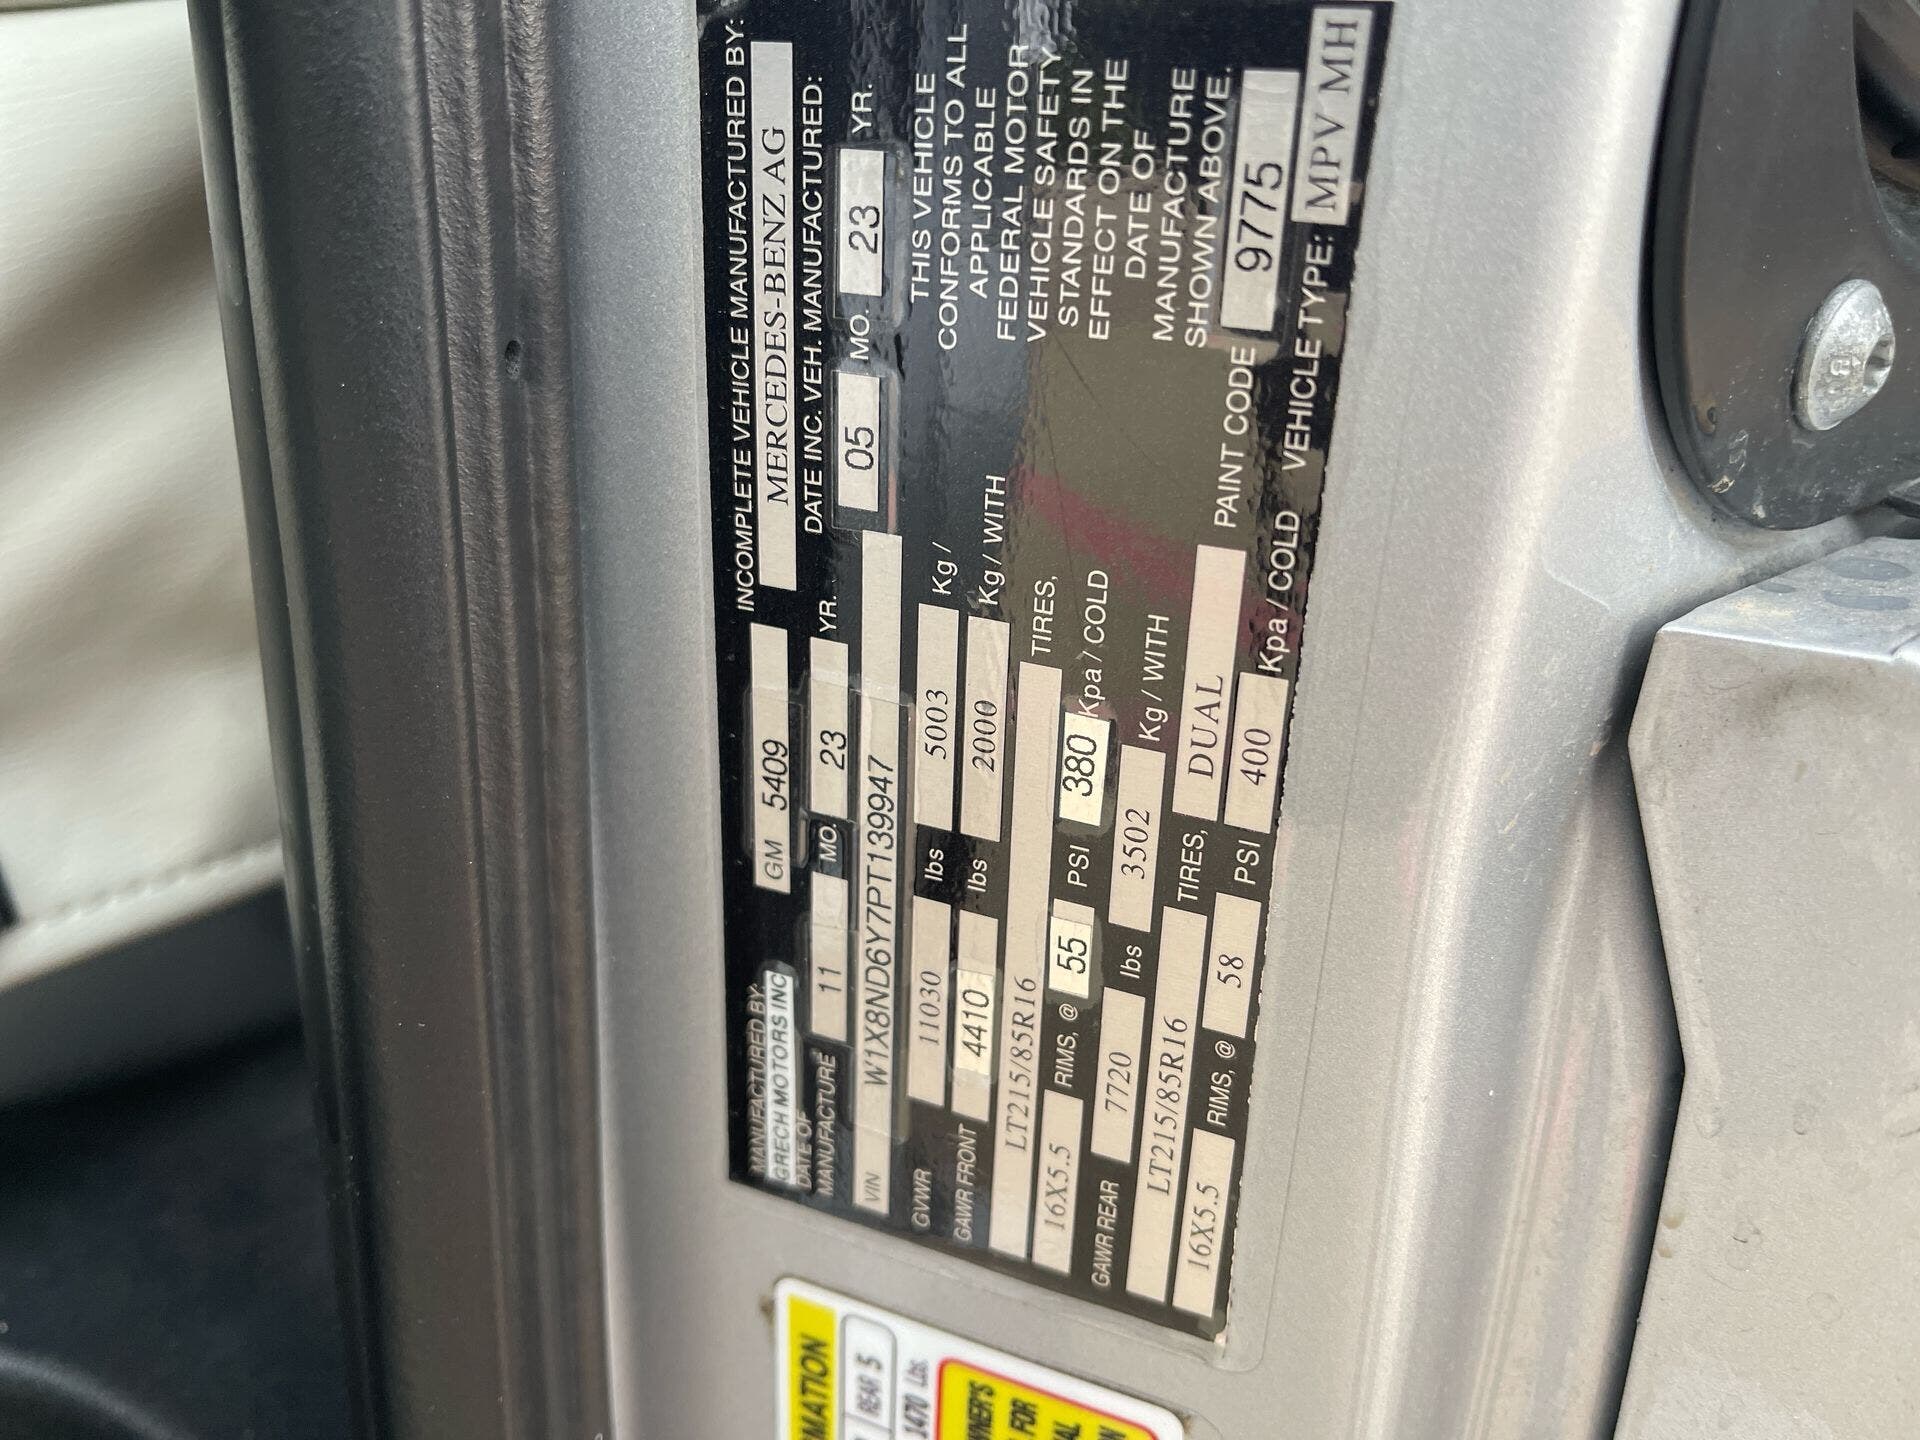 MANUFACTURED BY: GM 5409
GRECH MOTORS INC
INCOMPLETE VEHICLE MANUFACTURED BY:
MERCEDES-BENZ AG
DATE OF
MANUFACTURE 11 MO. 23 YR.
DATE INC. VEH. MANUFACTURED:
05 MO. 23 YR.
VIN W1X8ND6Y7PT139947
GVWR 11030 lbs 5003 Kg /
GAWR FRONT 4410 lbs 2000 Kg / WITH
LT215/85R16 TIRES,
16X5.5 RIMS, @ 55 PSI 380 Kpa / COLD
GAWR REAR 7720 lbs 3502 Kg / WITH
LT215/85R16 TIRES, DUAL
16X5.5 RIMS, @ 58 PSI 400 Kpa / COLD
THIS VEHICLE
CONFORMS TO ALL
APPLICABLE
FEDERAL MOTOR
VEHICLE SAFETY
STANDARDS IN
EFFECT ON THE
DATE OF
MANUFACTURE
SHOWN ABOVE.
PAINT CODE 9775
VEHICLE TYPE: MPV MH
REAR 5
1470 Lbs.
FOR